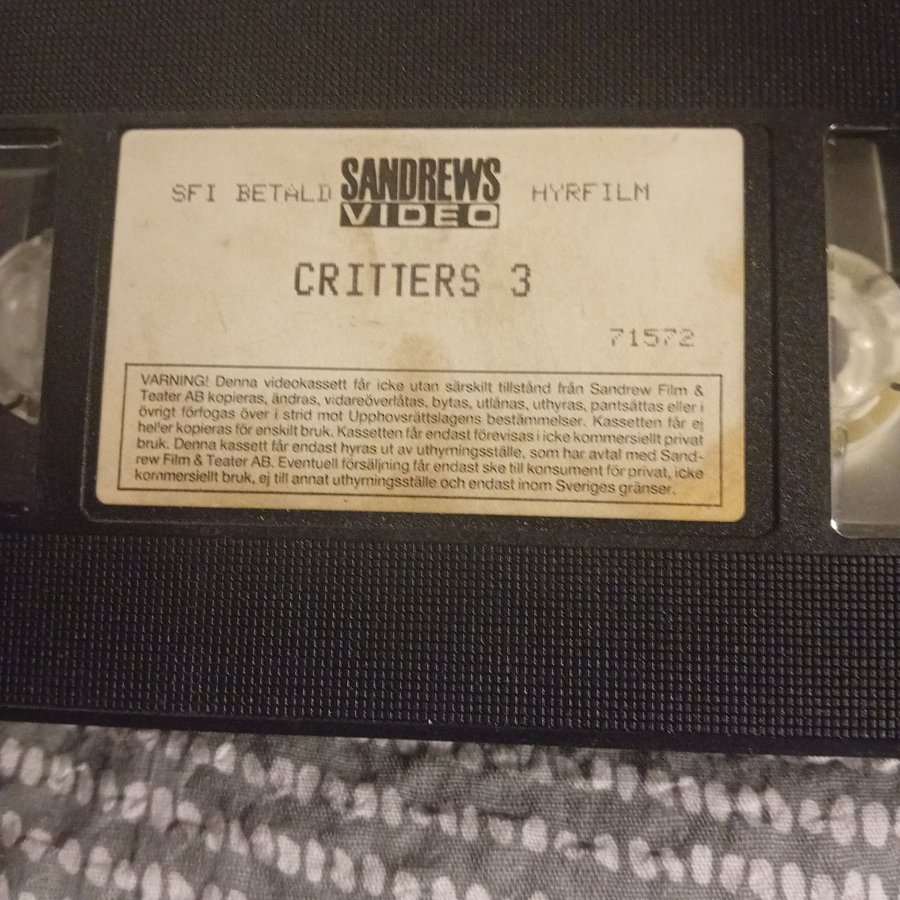 SFI BETALD SANDREWS HYRFILM
VIDEO
CRITTERS 3
71572
VARNING! Denna videokassett får icke utan särskilt tillstånd från Sandrew Film &
Teater AB kopieras, ändras, vidareöverlåtas, bytas, utlånas, uthyras, pantsättas eller i
övrigt förfogas över i strid mot Upphovsrättslagens bestämmelser. Kassetten får ej
heller kopieras för enskilt bruk. Kassetten får endast förevisas i icke kommersiellt privat
bruk. Denna kassett får endast hyras ut av uthyrningsställe, som har avtal med Sand-
rew Film & Teater AB. Eventuell försäljning får endast ske till konsument för privat, icke
kommersiellt bruk, ej till annat uthyrningsställe och endast inom Sveriges gränser.